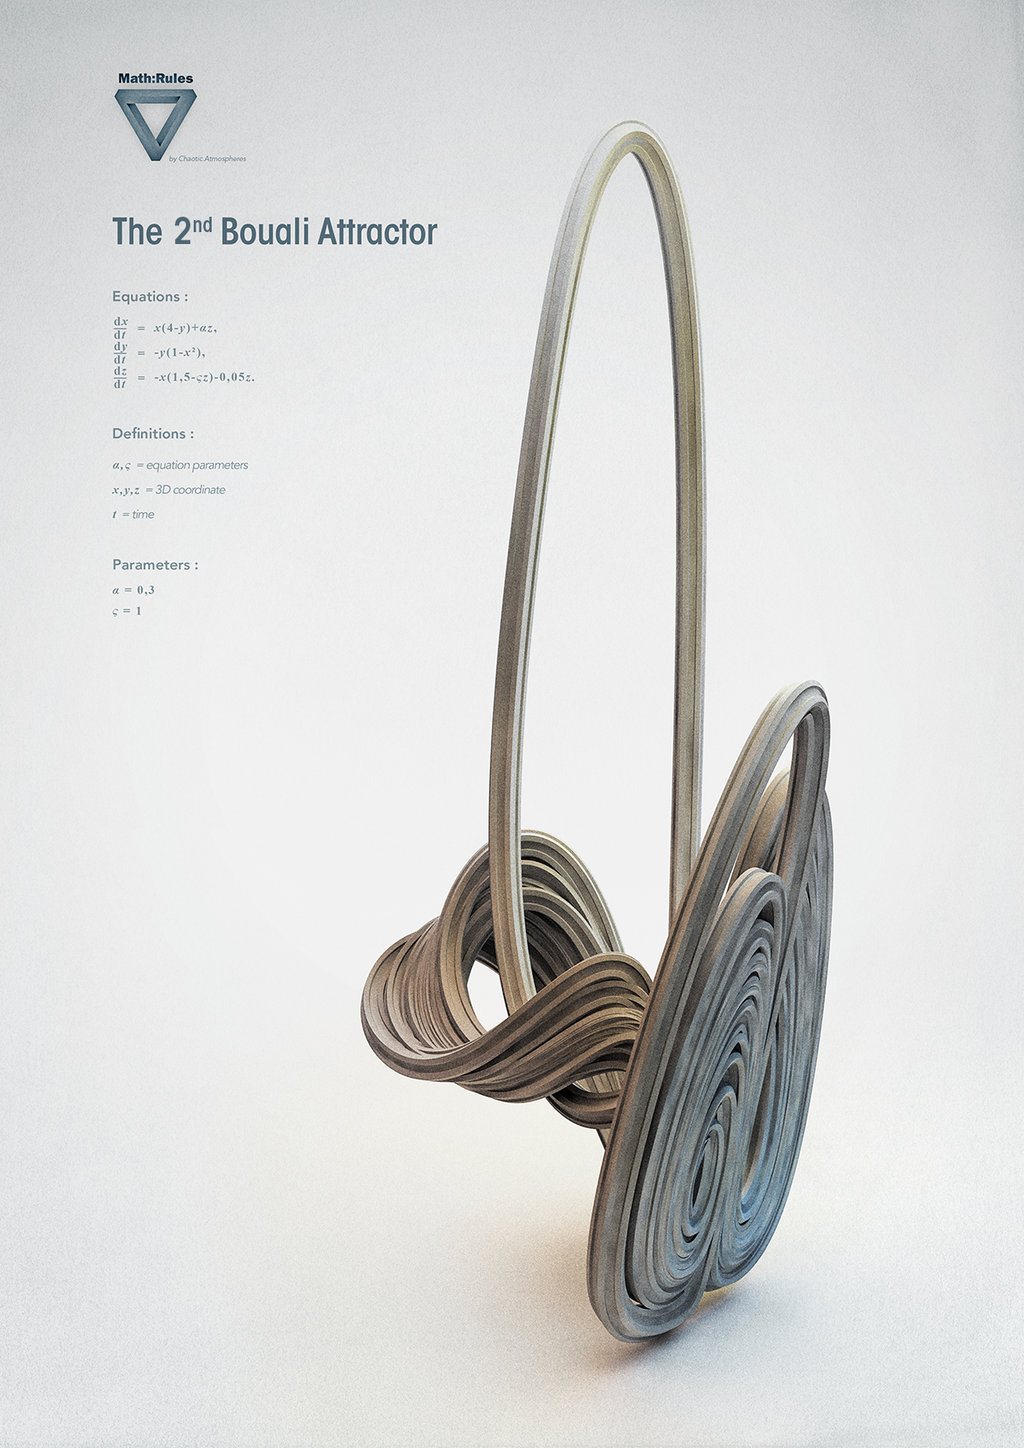 Math:Rules
by Chaotic Atmospheres
The 2nd Bouali Attractor
Equations :
dx/dt = x(4-y)+αz,
dy/dt = -y(1-x²),
dz/dt = -x(1,5-ςz)-0,05z.
Definitions :
α,ς = equation parameters
x,y,z = 3D coordinate
t = time
Parameters :
α = 0,3
ς = 1